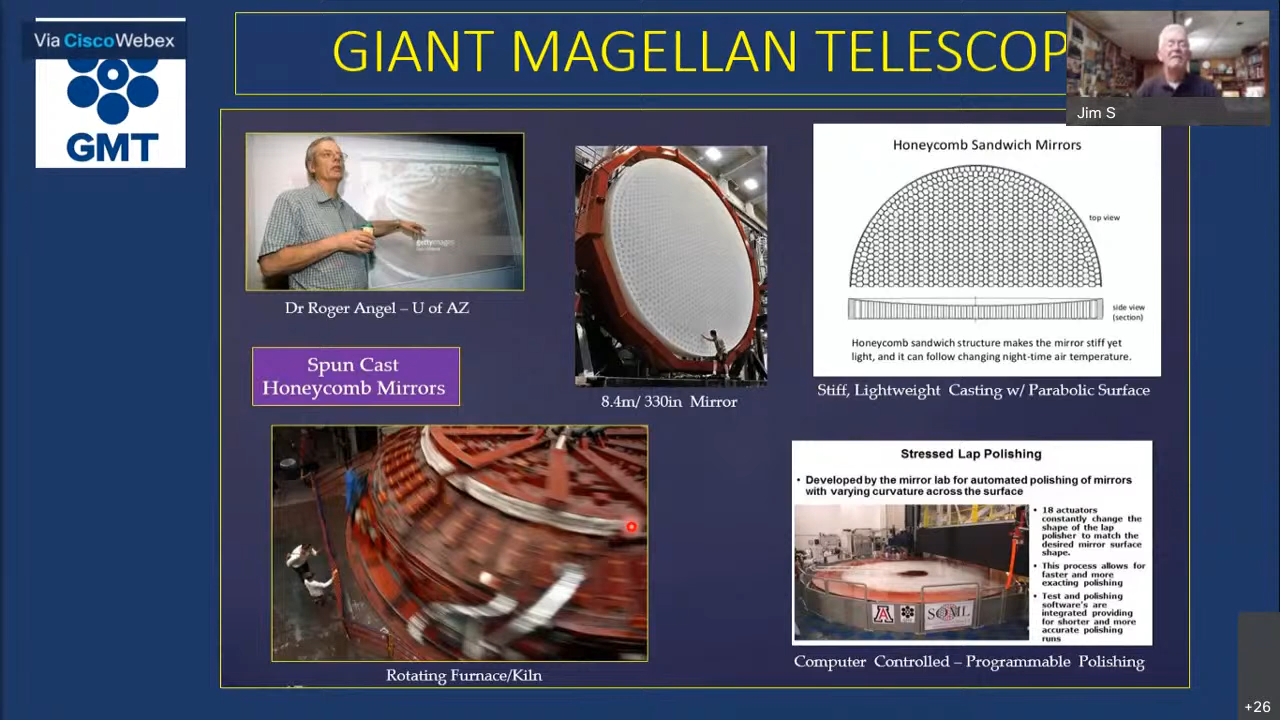 Via CiscoWebex
GMT
GIANT MAGELLAN TELESCOP
Jim S
gettyimages
Dr Roger Angel – U of AZ
Spun Cast
Honeycomb Mirrors
8.4m/ 330in Mirror
Honeycomb Sandwich Mirrors
top view
side view
(section)
Honeycomb sandwich structure makes the mirror stiff yet
light, and it can follow changing night-time air temperature.
Stiff, Lightweight Casting w/ Parabolic Surface
Rotating Furnace/Kiln
Stressed Lap Polishing
• Developed by the mirror lab for automated polishing of mirrors
with varying curvature across the surface
• 18 actuators
constantly change the
shape of the lap
polisher to match the
desired mirror surface
shape.
• This process allows for
faster and more
exacting polishing
• Test and polishing
software's are
integrated providing
for shorter and more
accurate polishing
runs
A
SOML
Computer Controlled – Programmable Polishing
+26